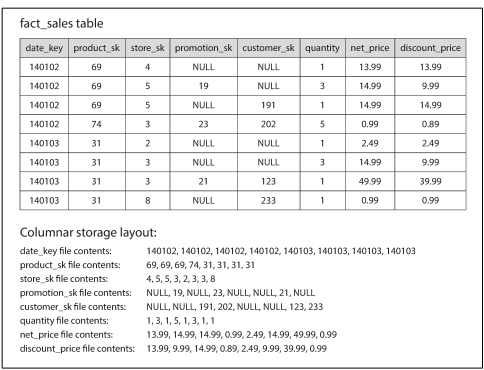 fact_sales table
date_key product_sk store_sk promotion_sk customer_sk quantity net_price discount_price
140102 69 4 NULL NULL 1 13.99 13.99
140102 69 5 19 NULL 3 14.99 9.99
140102 69 5 NULL 191 1 14.99 14.99
140102 74 3 23 202 5 0.99 0.89
140103 31 2 NULL NULL 1 2.49 2.49
140103 31 3 NULL NULL 3 14.99 9.99
140103 31 3 21 123 1 49.99 39.99
140103 31 8 NULL 233 1 0.99 0.99
Columnar storage layout:
date_key file contents: 140102, 140102, 140102, 140102, 140103, 140103, 140103, 140103
product_sk file contents: 69, 69, 69, 74, 31, 31, 31, 31
store_sk file contents: 4, 5, 5, 3, 2, 3, 3, 8
promotion_sk file contents: NULL, 19, NULL, 23, NULL, NULL, 21, NULL
customer_sk file contents: NULL, NULL, 191, 202, NULL, NULL, 123, 233
quantity file contents: 1, 3, 1, 5, 1, 3, 1, 1
net_price file contents: 13.99, 14.99, 14.99, 0.99, 2.49, 14.99, 49.99, 0.99
discount_price file contents: 13.99, 9.99, 14.99, 0.89, 2.49, 9.99, 39.99, 0.99